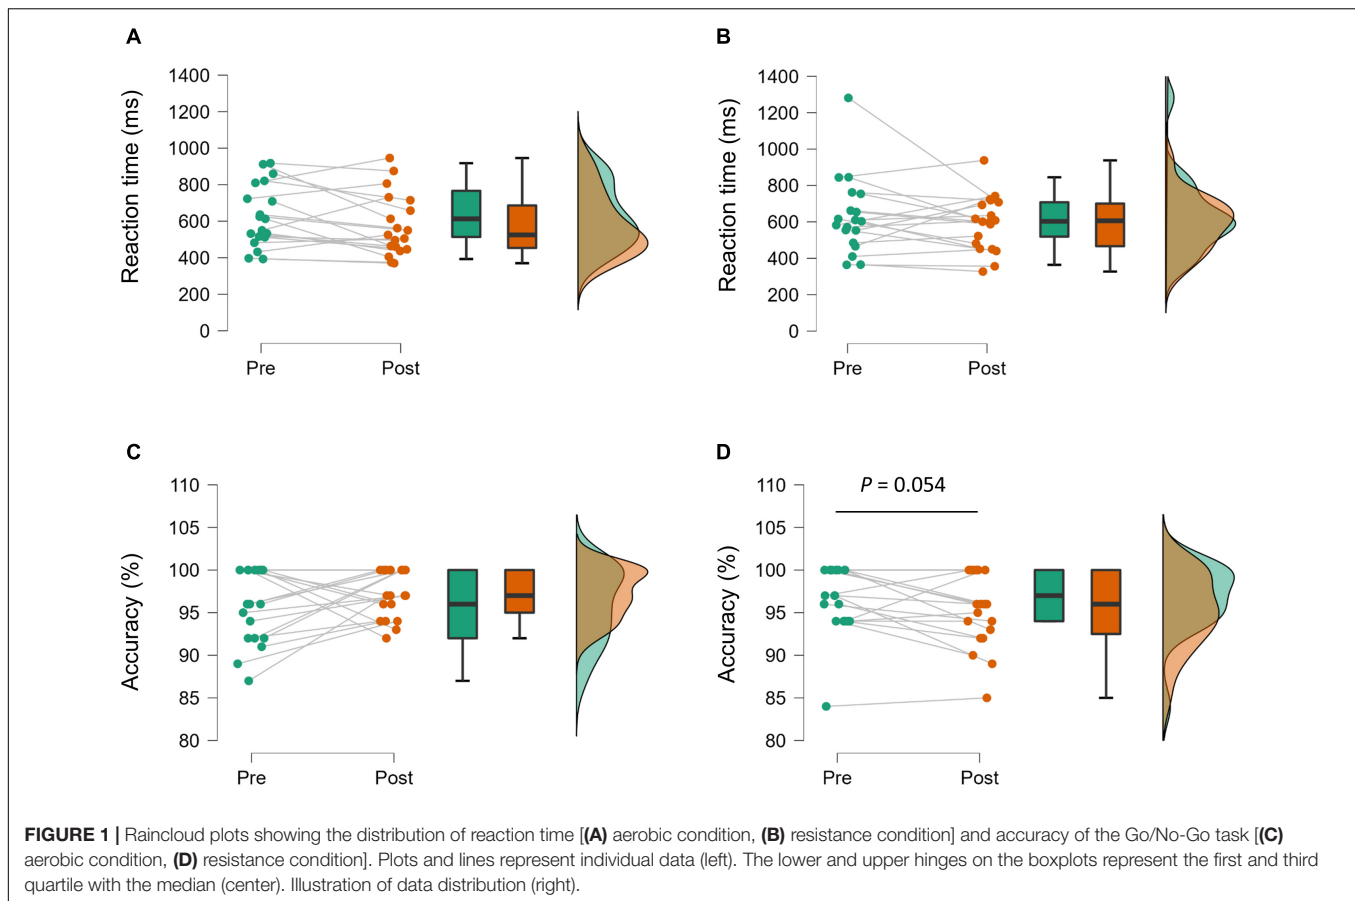 A
Reaction time (ms)
1400
1200
1000
800
600
400
200
0
Pre Post
B
Reaction time (ms)
1400
1200
1000
800
600
400
200
0
Pre Post
C
Accuracy (%)
110
105
100
95
90
85
80
Pre Post
D
Accuracy (%)
110
105
100
95
90
85
80
P = 0.054
Pre Post
FIGURE 1 | Raincloud plots showing the distribution of reaction time [(A) aerobic condition, (B) resistance condition] and accuracy of the Go/No-Go task [(C)
aerobic condition, (D) resistance condition]. Plots and lines represent individual data (left). The lower and upper hinges on the boxplots represent the first and third
quartile with the median (center). Illustration of data distribution (right).